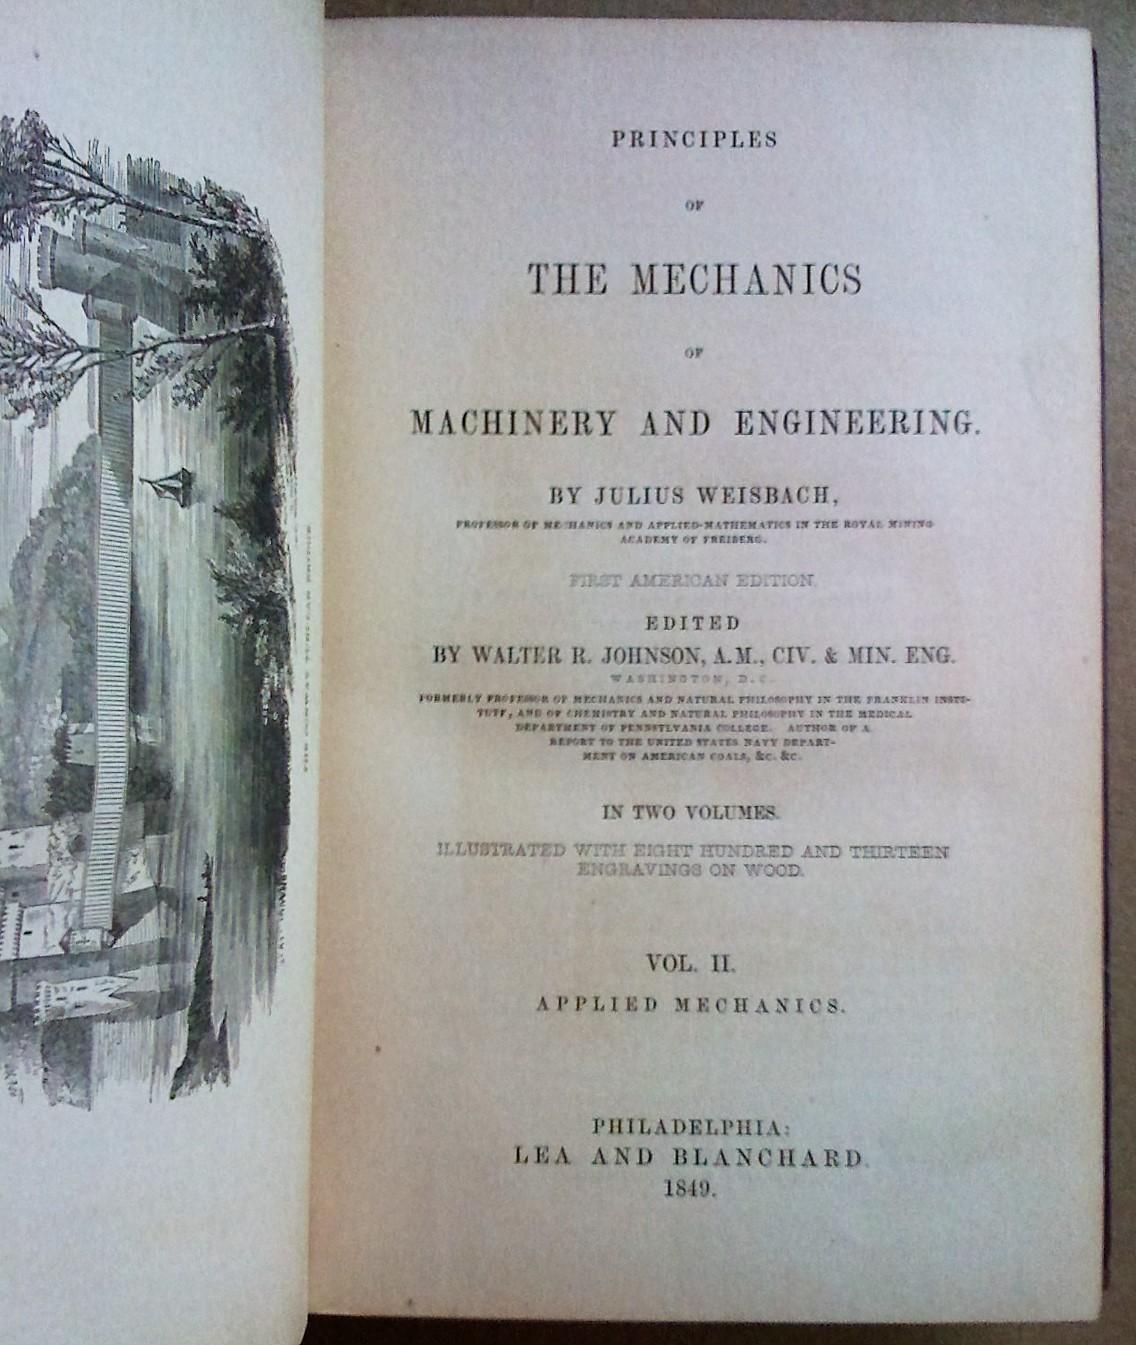 PRINCIPLES
OF
THE MECHANICS
OF
MACHINERY AND ENGINEERING.
BY JULIUS WEISBACH,
PROFESSOR OF MECHANICS AND APPLIED MATHEMATICS IN THE ROYAL MINING
ACADEMY OF FREIBERG.
FIRST AMERICAN EDITION.
EDITED
BY WALTER R. JOHNSON, A.M., CIV. & MIN. ENG.
WASHINGTON, D.C.
FORMERLY PROFESSOR OF MECHANICS AND NATURAL PHILOSOPHY IN THE FRANKLIN INSTI-
TUTE, AND OF CHEMISTRY AND NATURAL PHILOSOPHY IN THE MEDICAL
DEPARTMENT OF PENNSYLVANIA COLLEGE. AUTHOR OF A
REPORT TO THE UNITED STATES NAVY DEPART-
MENT ON AMERICAN COALS, &C. &C.
IN TWO VOLUMES.
ILLUSTRATED WITH EIGHT HUNDRED AND THIRTEEN
ENGRAVINGS ON WOOD.
VOL. II.
APPLIED MECHANICS.
PHILADELPHIA:
LEA AND BLANCHARD.
1849.